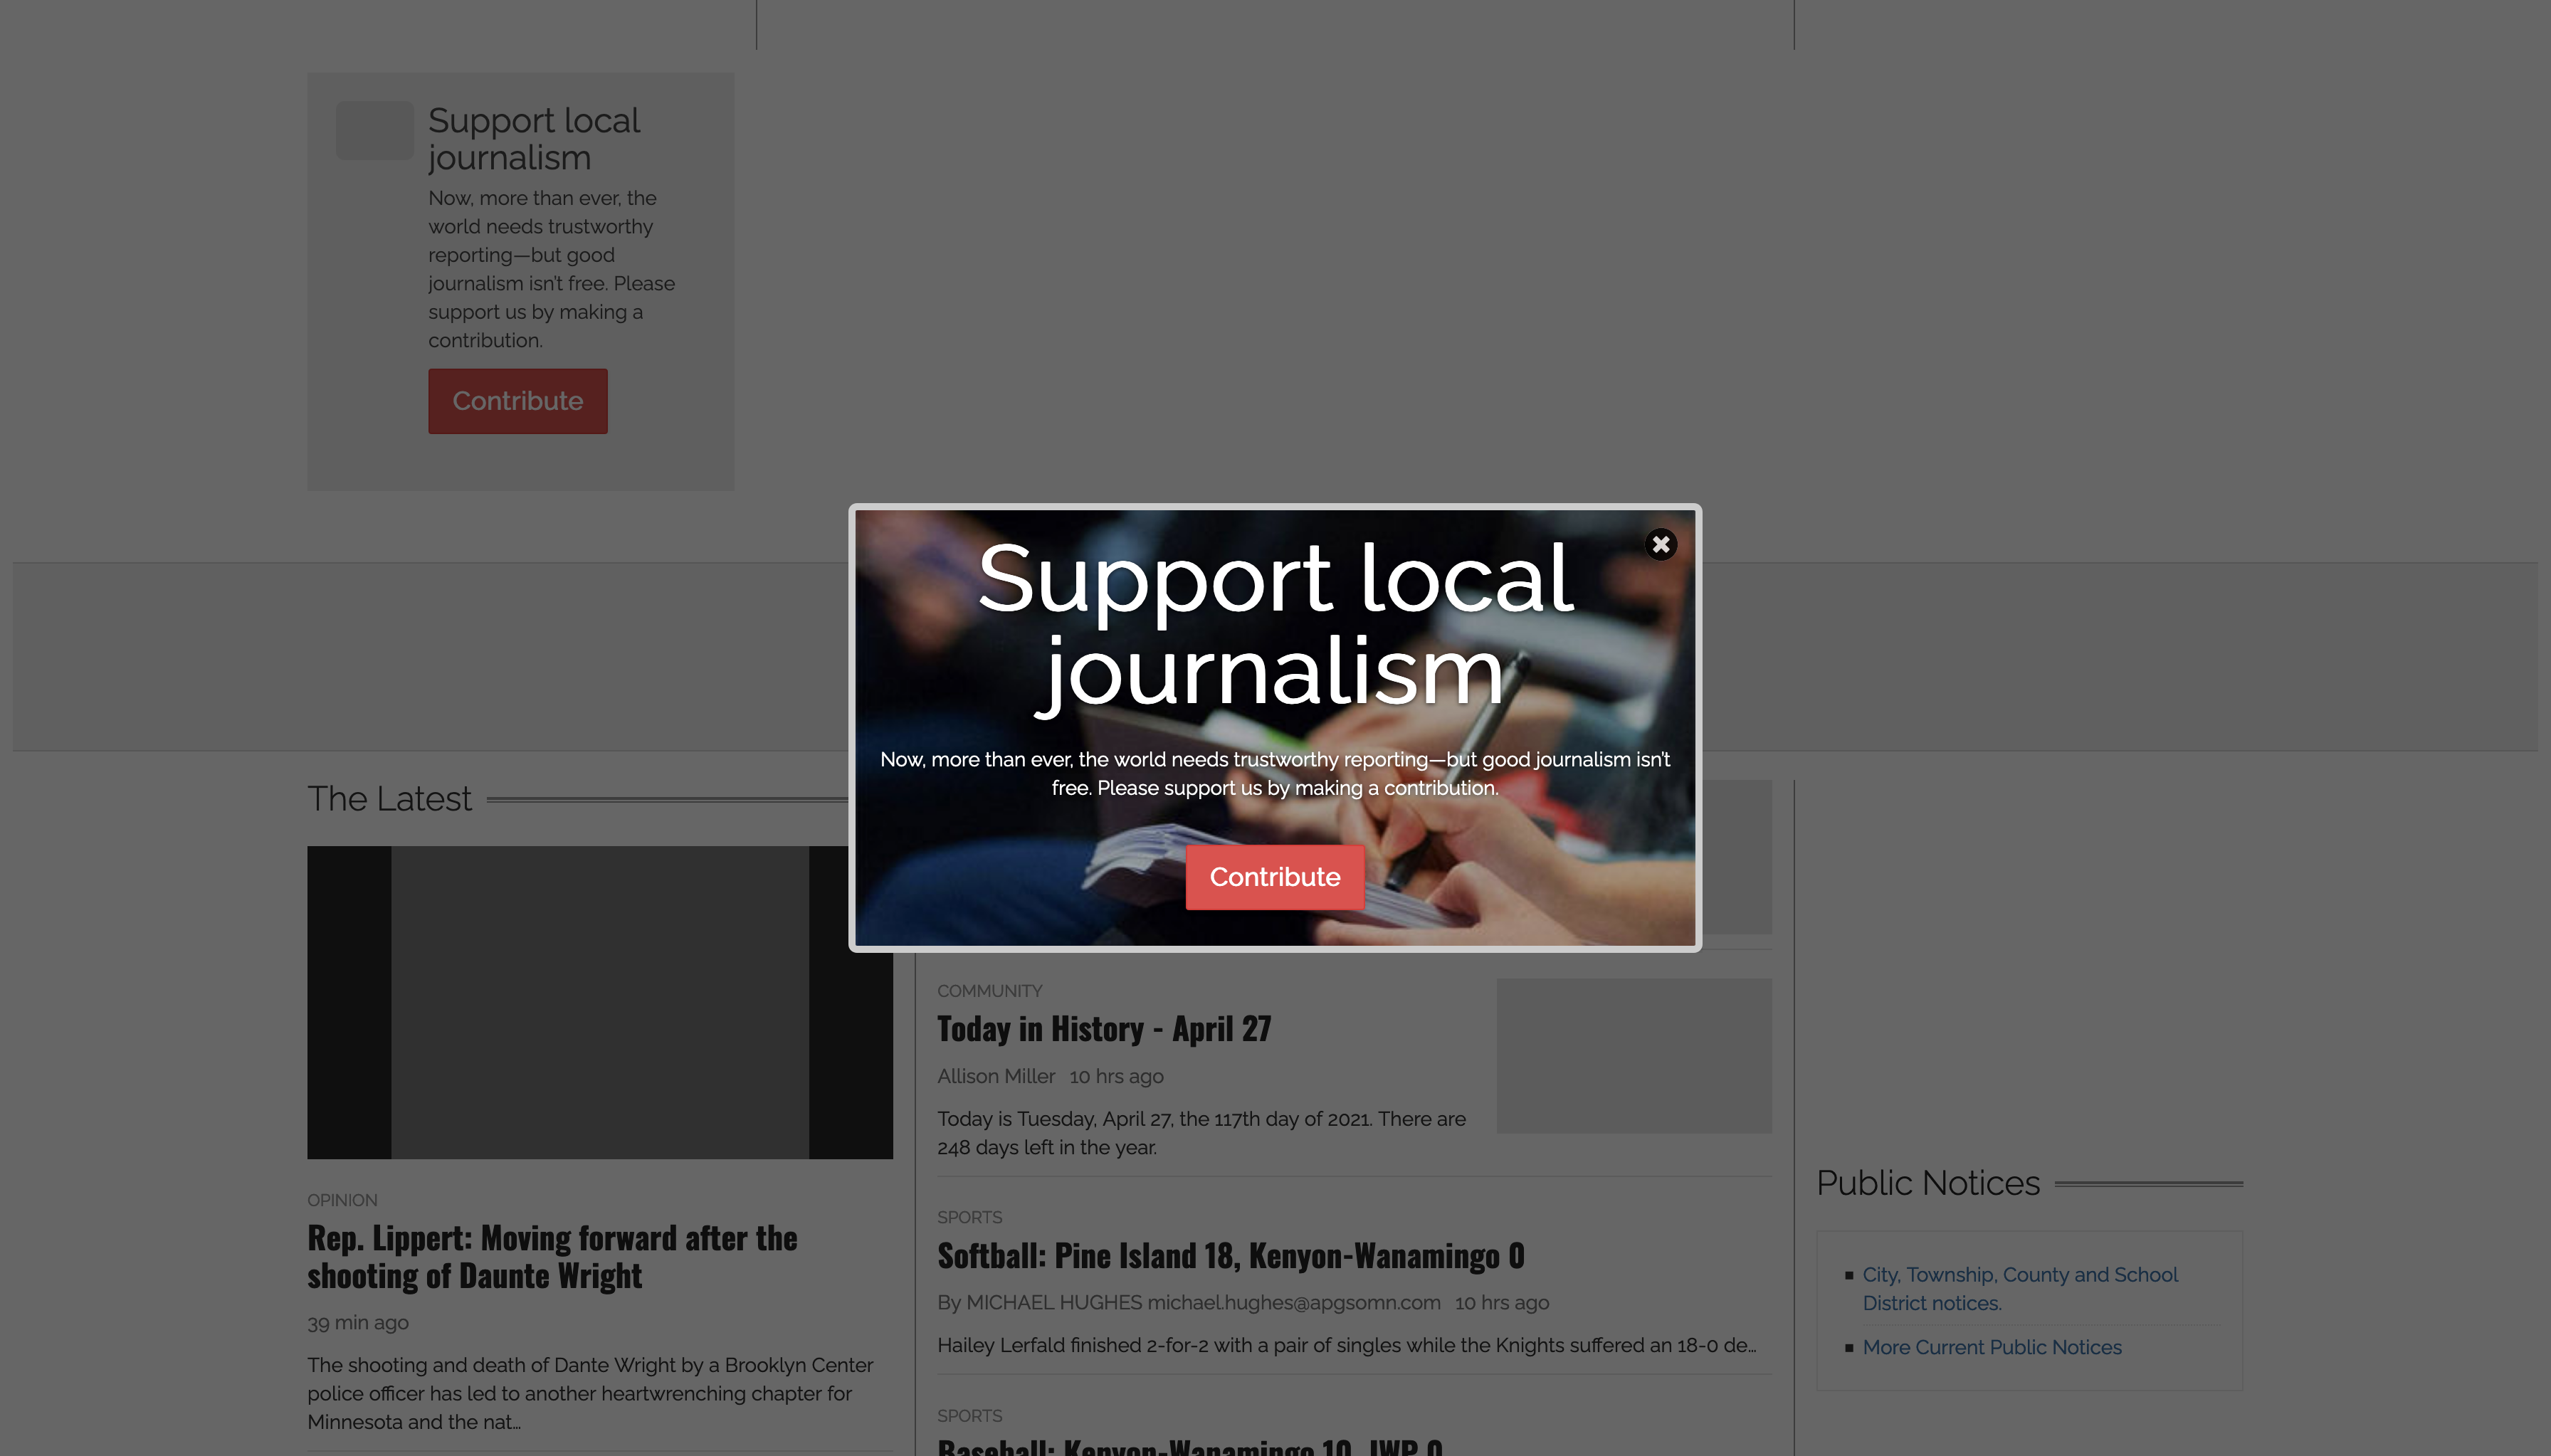 Support local
journalism
Now, more than ever, the
world needs trustworthy
reporting—but good
journalism isn't free. Please
support us by making a
contribution.
Contribute
Support local
journalism
Now, more than ever, the world needs trustworthy reporting—but good journalism isn't
free. Please support us by making a contribution.
Contribute
The Latest
OPINION
Rep. Lippert: Moving forward after the
shooting of Daunte Wright
39 min ago
The shooting and death of Dante Wright by a Brooklyn Center
police officer has led to another heartwrenching chapter for
Minnesota and the nat…
COMMUNITY
Today in History - April 27
Allison Miller 10 hrs ago
Today is Tuesday, April 27, the 117th day of 2021. There are
248 days left in the year.
SPORTS
Softball: Pine Island 18, Kenyon-Wanamingo 0
By MICHAEL HUGHES michael.hughes@apgsomn.com 10 hrs ago
Hailey Lerfald finished 2-for-2 with a pair of singles while the Knights suffered an 18-0 de…
SPORTS
Baseball: Kenyon-Wanamingo 10, JWP 0
Public Notices
City, Township, County and School
District notices.
More Current Public Notices